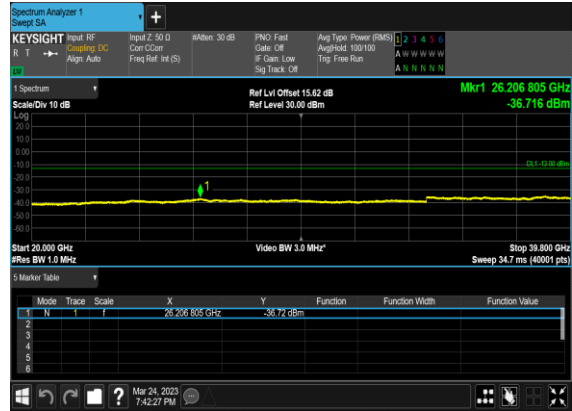 Spectrum Analyzer 1
Swept SA
+
KEYSIGHT
R T
Input: RF
Coupling: DC
Align: Auto
Input Z: 50 Ω
Corr CCorr
Freq Ref: Int (S)
#Atten: 30 dB
PNO: Fast
Gate: Off
IF Gain: Low
Sig Track: Off
Avg Type: Power (RMS)
Avg|Hold: 100/100
Trig: Free Run
1 2 3 4 5 6
A W W W W W
A N N N N N
1 Spectrum
Scale/Div 10 dB
Ref Lvl Offset 15.62 dB
Ref Level 30.00 dBm
Mkr1 26.206 805 GHz
-36.716 dBm
Log
20.0
10.0
0.00
-10.0
-20.0
-30.0
-40.0
-50.0
-60.0
DL1 -13.00 dBm
1
Start 20.000 GHz
#Res BW 1.0 MHz
Video BW 3.0 MHz*
Stop 39.800 GHz
Sweep 34.7 ms (40001 pts)
5 Marker Table
Mode Trace Scale X Y Function Function Width Function Value
1 N 1 f 26.206 805 GHz -36.72 dBm
2
3
4
5
6
?
Mar 24, 2023
7:42:27 PM